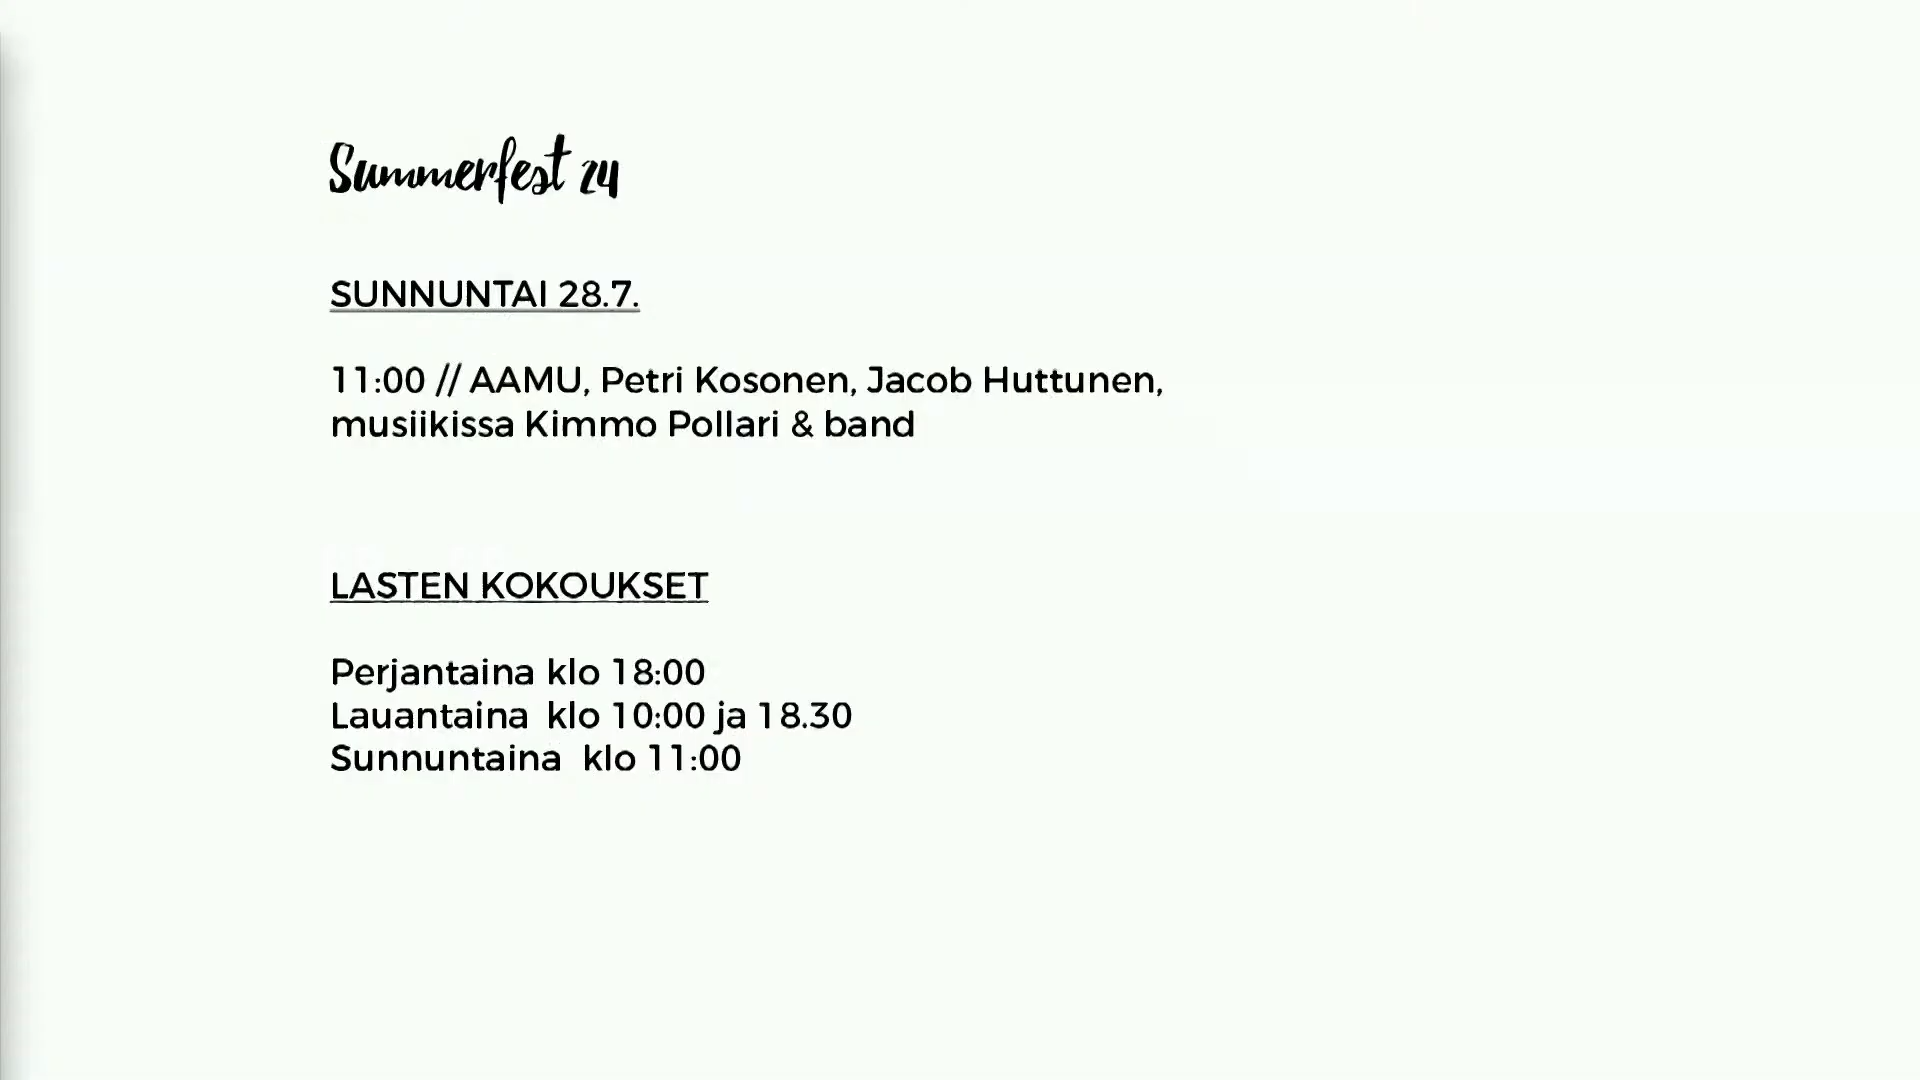 Summerfest 24
SUNNUNTAI 28.7.
11:00 // AAMU, Petri Kosonen, Jacob Huttunen,
musiikissa Kimmo Pollari & band
LASTEN KOKOUKSET
Perjantaina klo 18:00
Lauantaina  klo 10:00 ja 18.30
Sunnuntaina  klo 11:00